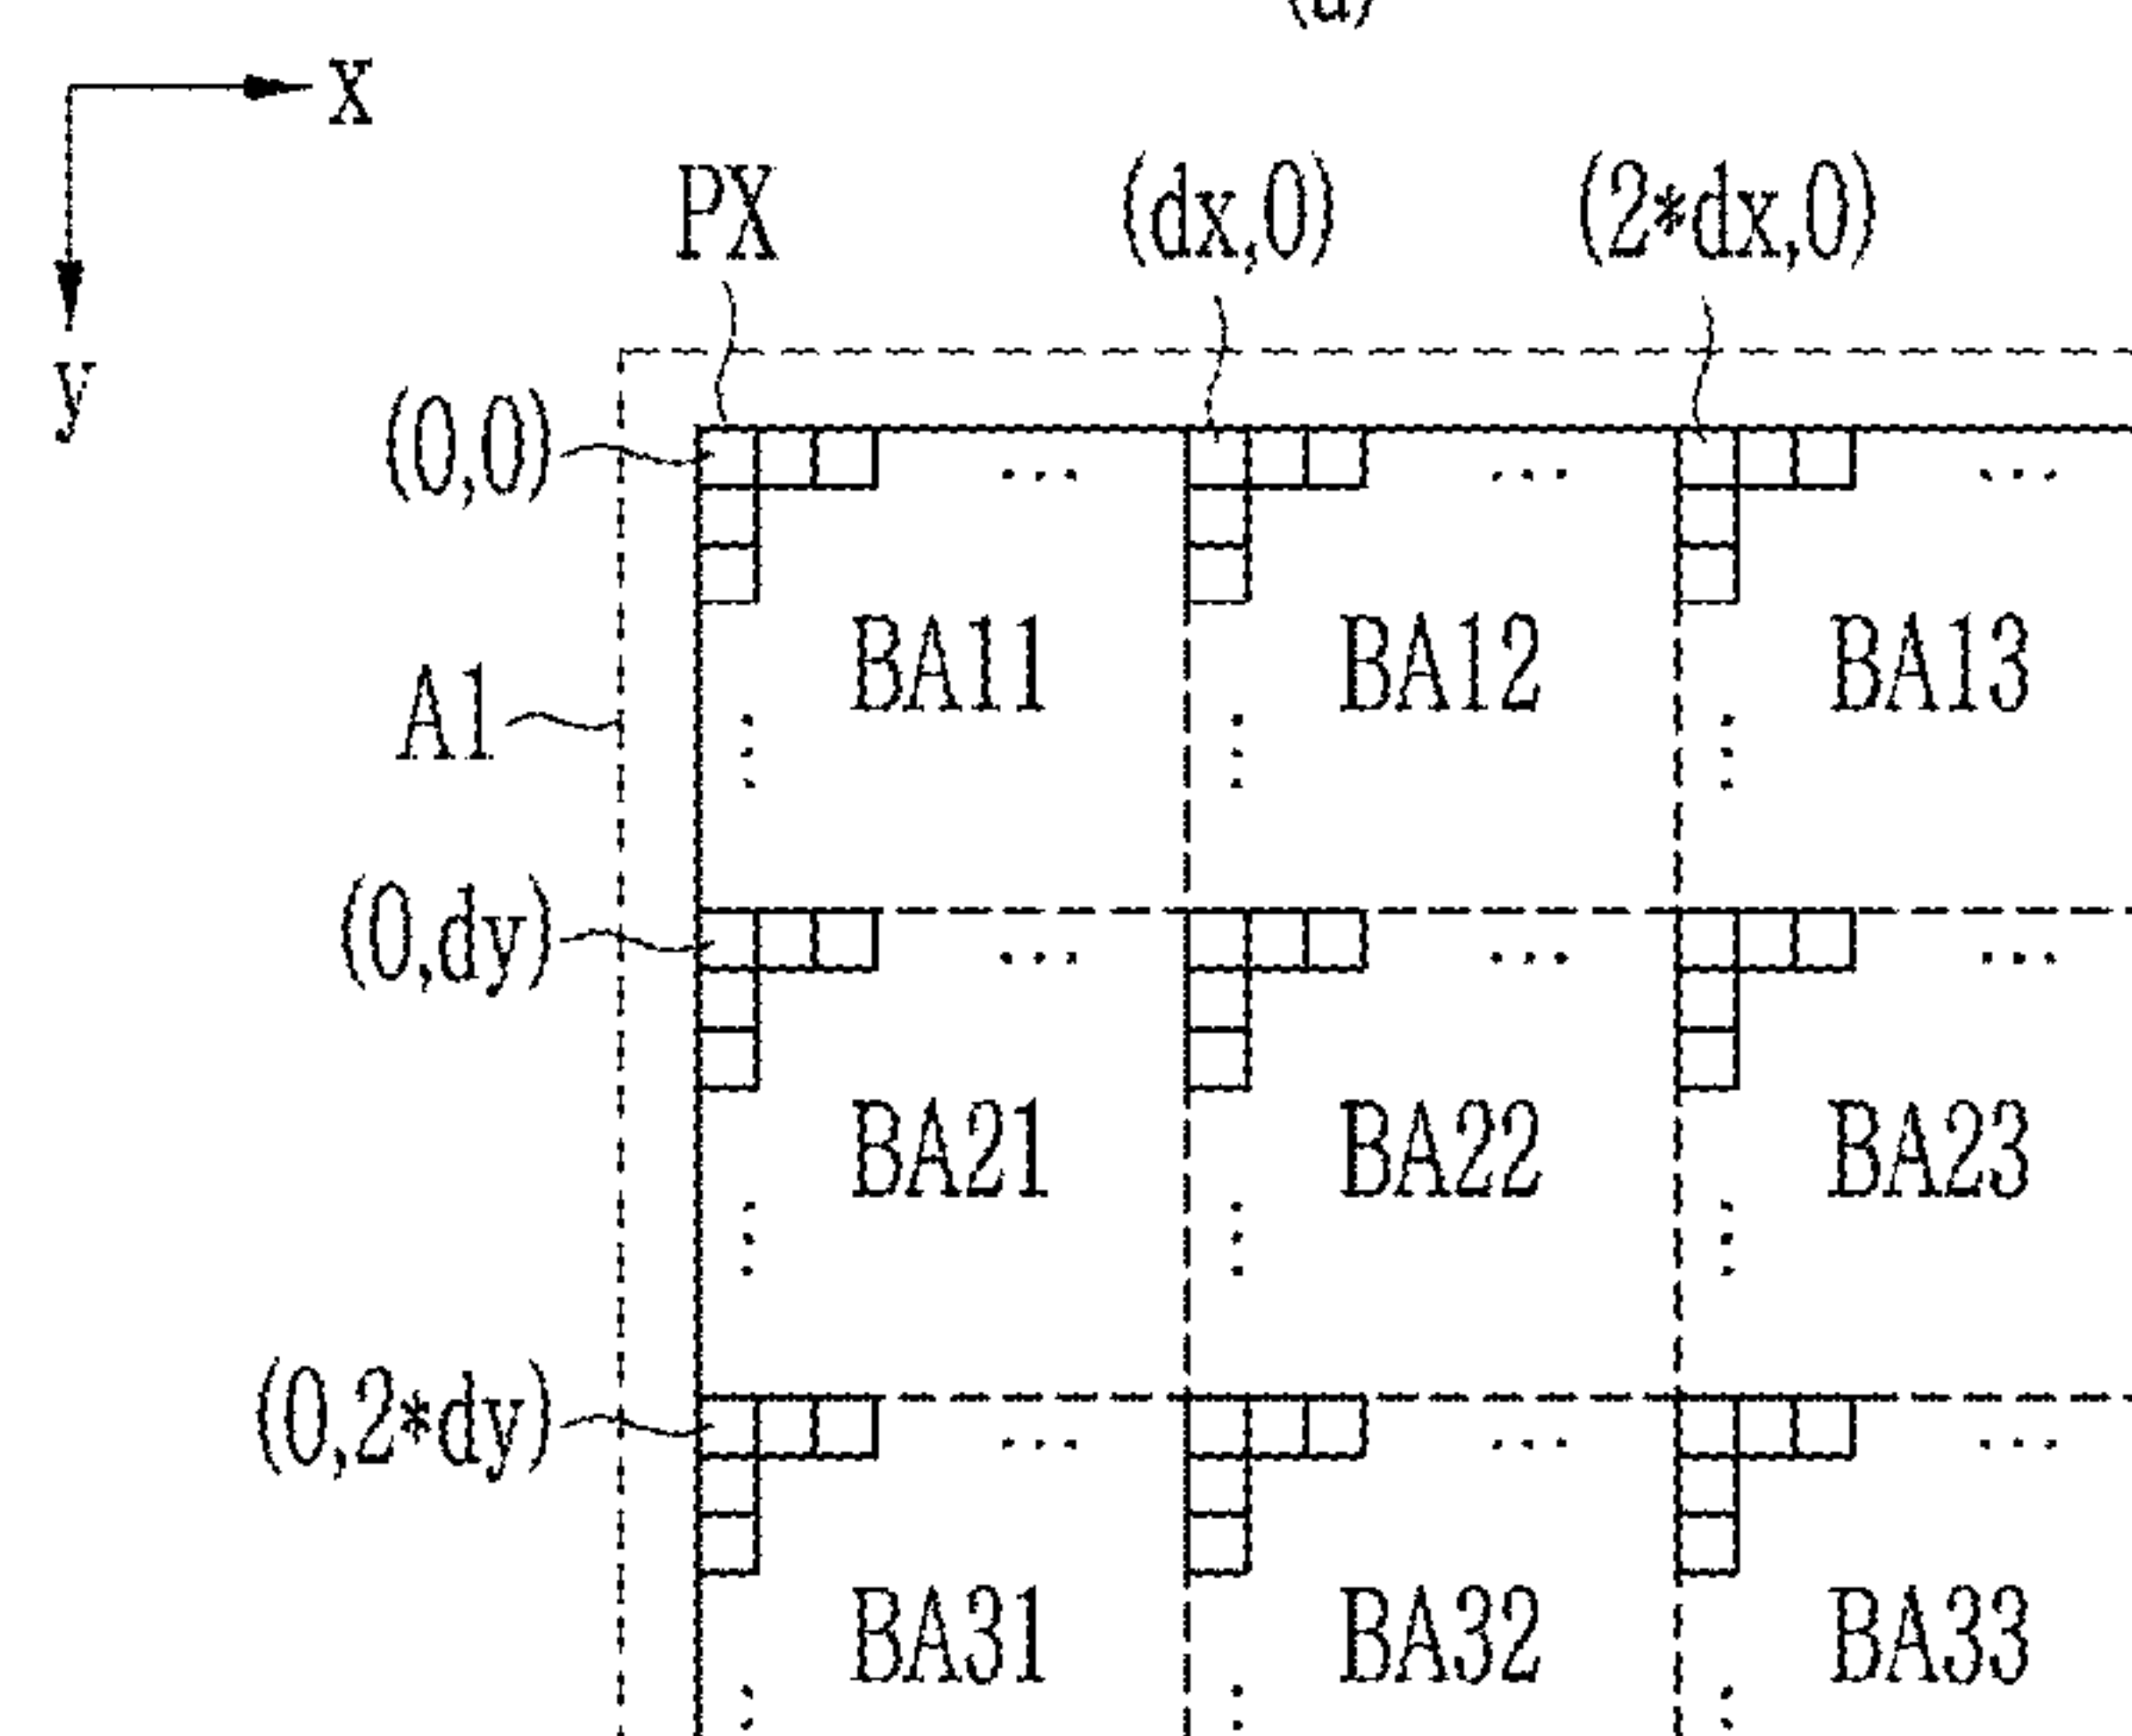 X
PX (dx,0) (2*dx,0)
y
(0,0)
... ... ...
BA11 BA12 BA13
A1
(0,dy)
... ... ...
BA21 BA22 BA23
(0,2*dy)
... ... ...
BA31 BA32 BA33